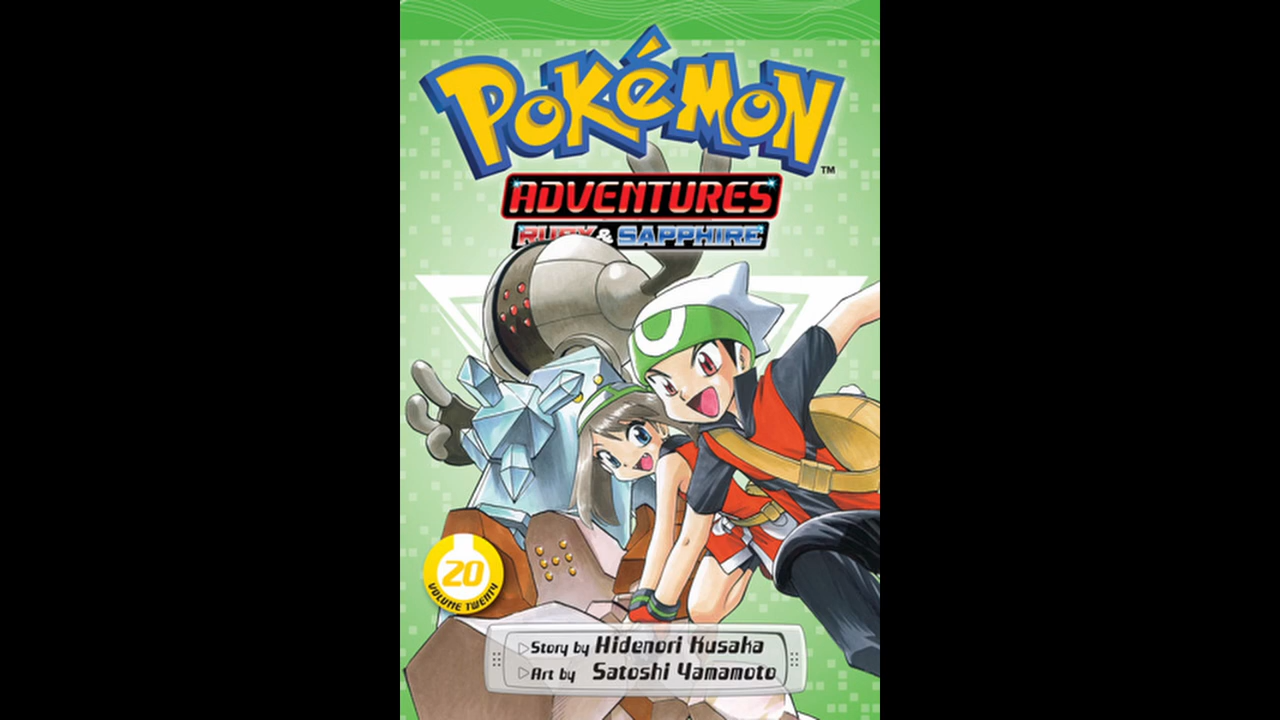 POKéMON
TM
ADVENTURES
RUBY & SAPPHIRE
20
VOLUME TWENTY
Story by Hidenori Kusaka
Art by Satoshi Yamamoto